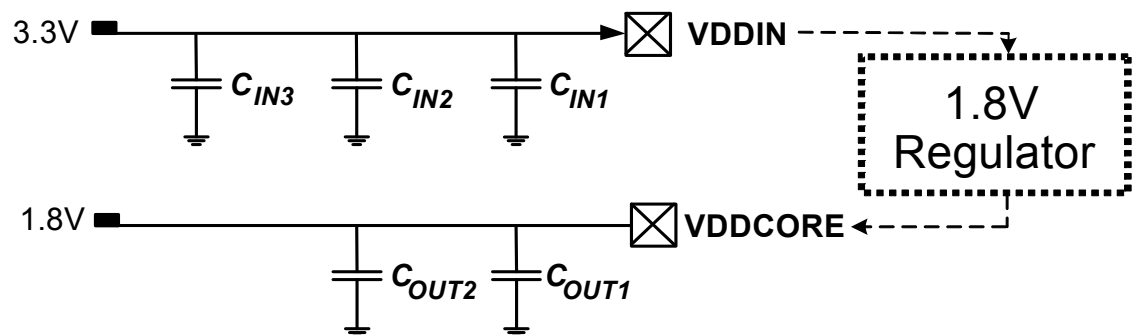 3.3V
VDDIN
C_IN3
C_IN2
C_IN1
1.8V
Regulator
1.8V
VDDCORE
C_OUT2
C_OUT1